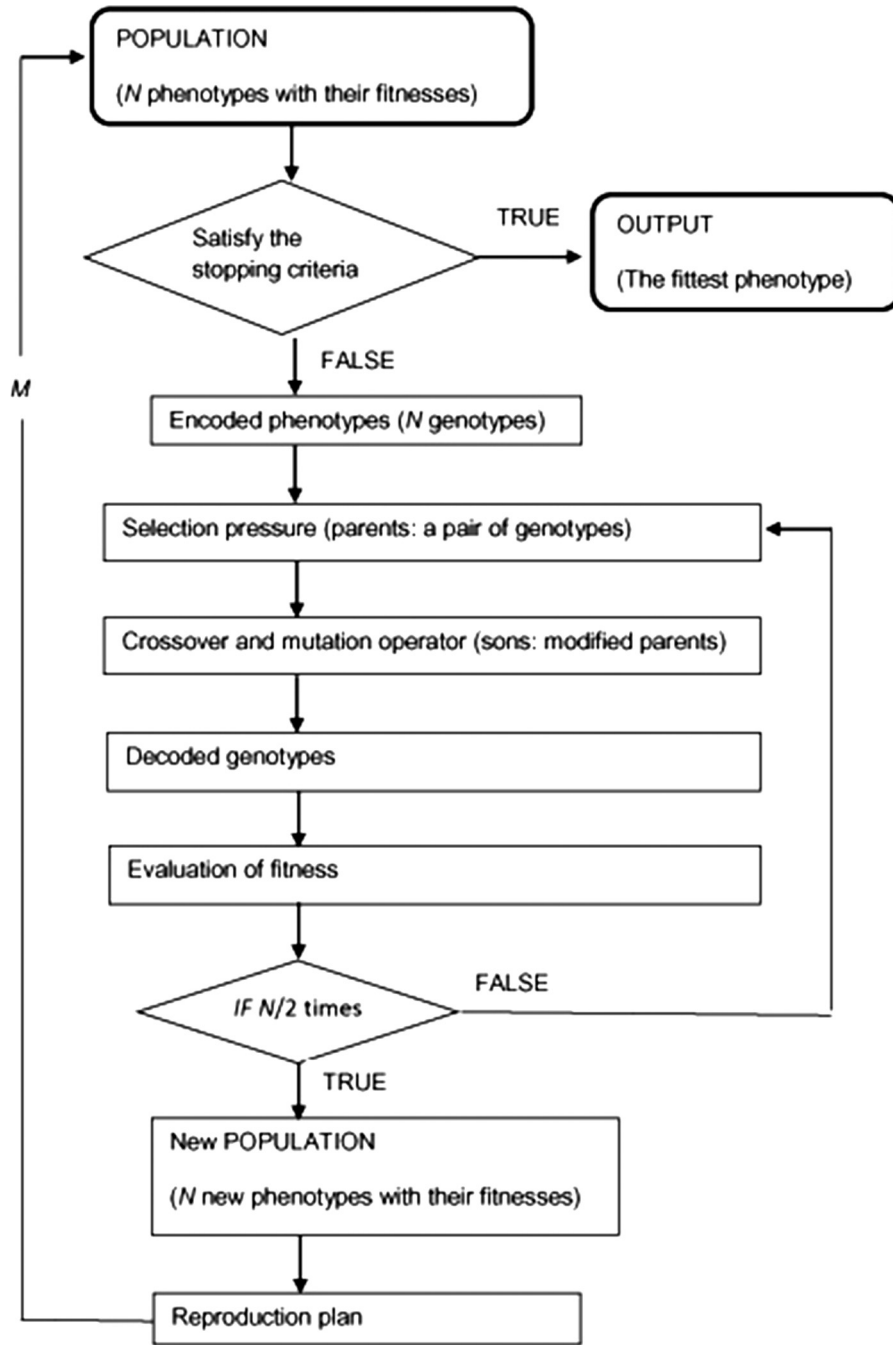 POPULATION
(N phenotypes with their fitnesses)
Satisfy the
stopping criteria
TRUE
OUTPUT
(The fittest phenotype)
FALSE
M
Encoded phenotypes (N genotypes)
Selection pressure (parents: a pair of genotypes)
Crossover and mutation operator (sons: modified parents)
Decoded genotypes
Evaluation of fitness
IF N/2 times
FALSE
TRUE
New POPULATION
(N new phenotypes with their fitnesses)
Reproduction plan